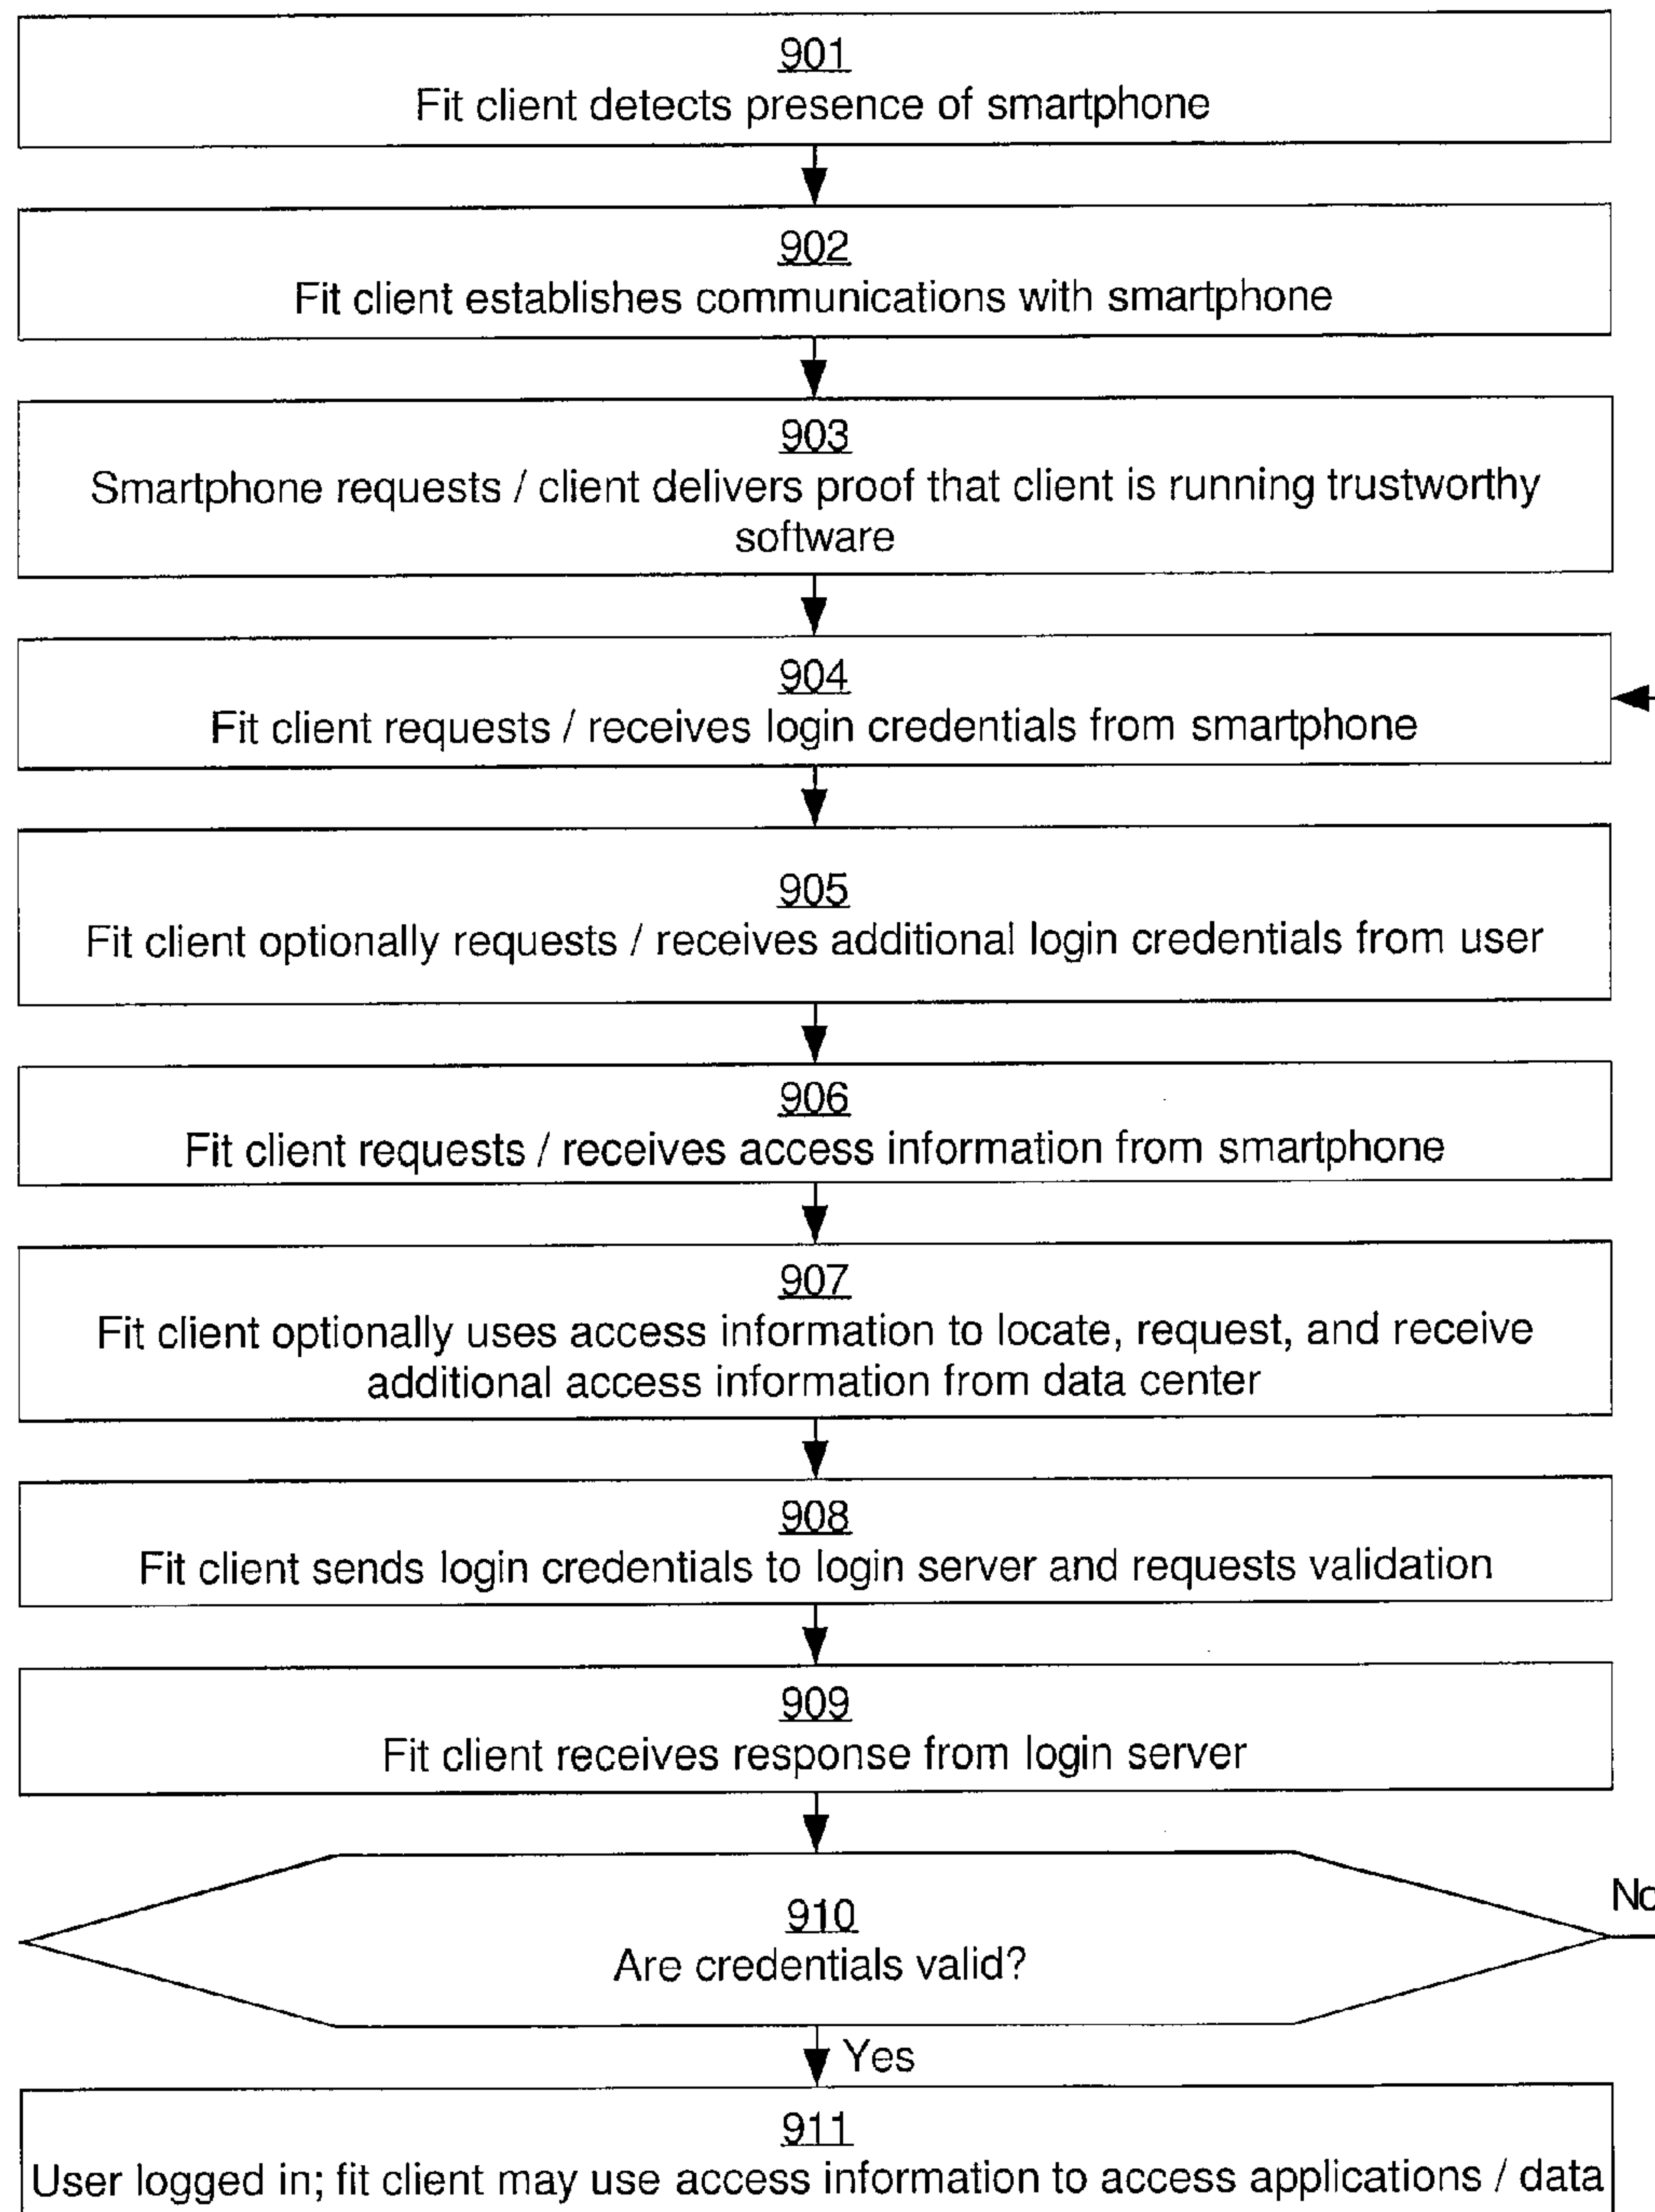 901
Fit client detects presence of smartphone
902
Fit client establishes communications with smartphone
903
Smartphone requests / client delivers proof that client is running trustworthy
software
904
Fit client requests / receives login credentials from smartphone
905
Fit client optionally requests / receives additional login credentials from user
906
Fit client requests / receives access information from smartphone
907
Fit client optionally uses access information to locate, request, and receive
additional access information from data center
908
Fit client sends login credentials to login server and requests validation
909
Fit client receives response from login server
910
Are credentials valid?
No
Yes
911
User logged in; fit client may use access information to access applications / data